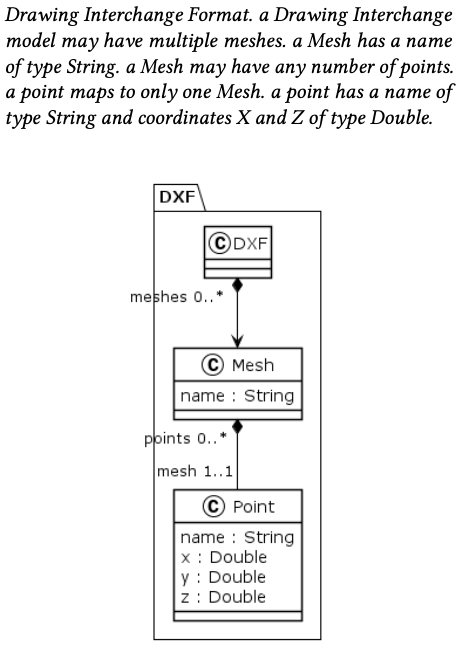 Drawing Interchange Format. a Drawing Interchange
model may have multiple meshes. a Mesh has a name
of type String. a Mesh may have any number of points.
a point maps to only one Mesh. a point has a name of
type String and coordinates X and Z of type Double.
DXF
C DXF
meshes 0..*
C Mesh
name : String
points 0..*
mesh 1..1
C Point
name : String
x : Double
y : Double
z : Double